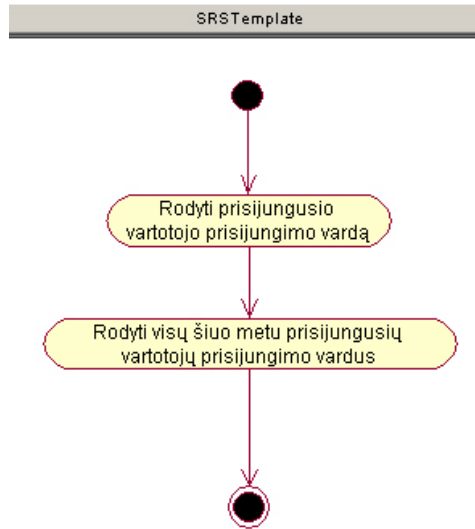 SRSTemplate
Rodyti prisijungusio
vartotojo prisijungimo vardą
Rodyti visų šiuo metu prisijungusių
vartotojų prisijungimo vardus